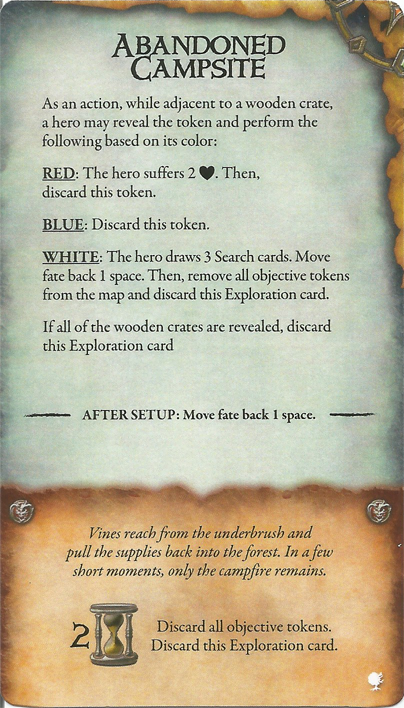 ABANDONED
CAMPSITE
As an action, while adjacent to a wooden crate,
a hero may reveal the token and perform the
following based on its color:
RED: The hero suffers 2 ♥. Then,
discard this token.
BLUE: Discard this token.
WHITE: The hero draws 3 Search cards. Move
fate back 1 space. Then, remove all objective tokens
from the map and discard this Exploration card.
If all of the wooden crates are revealed, discard
this Exploration card
AFTER SETUP: Move fate back 1 space.
Vines reach from the underbrush and
pull the supplies back into the forest. In a few
short moments, only the campfire remains.
2
Discard all objective tokens.
Discard this Exploration card.